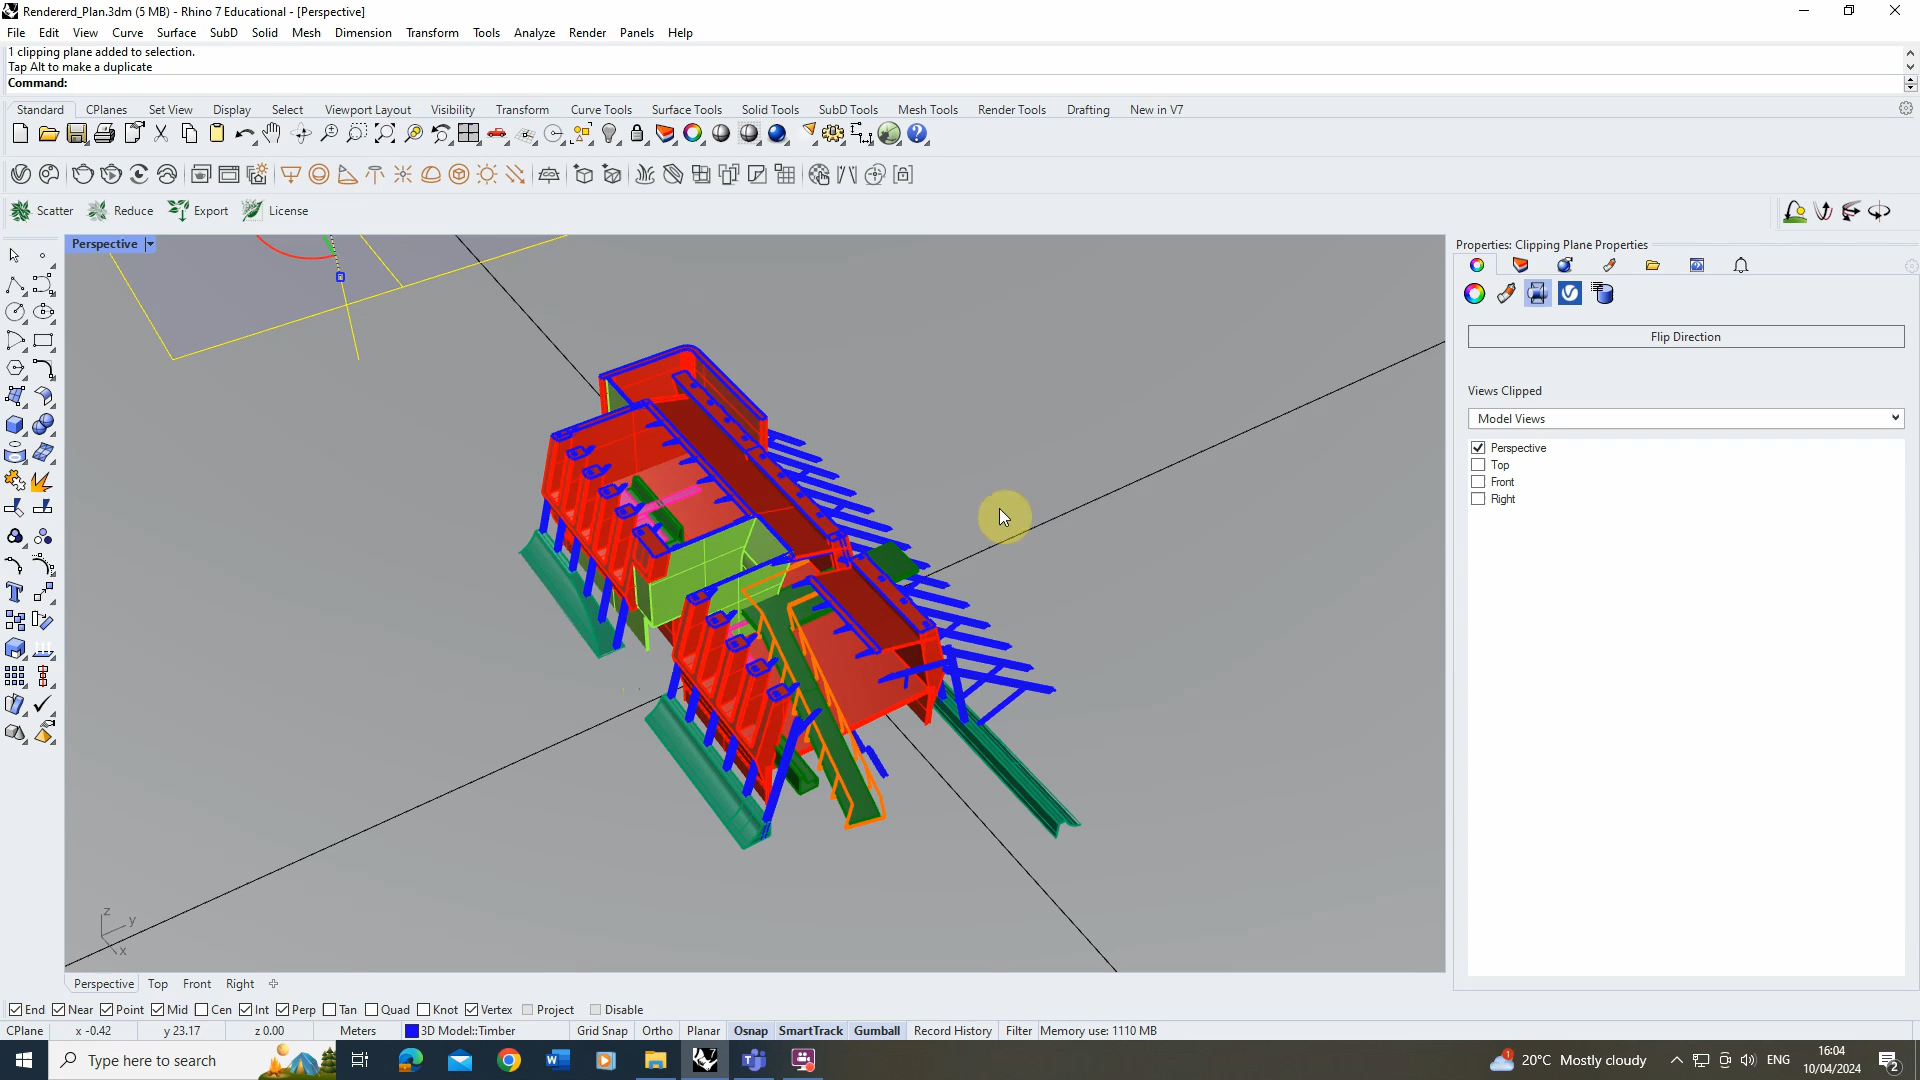 Rendererd_Plan.3dm (5 MB) - Rhino 7 Educational - [Perspective]
File Edit View Curve Surface SubD Solid Mesh Dimension Transform Tools Analyze Render Panels Help
1 clipping plane added to selection.
Tap Alt to make a duplicate
Command:
Standard CPlanes Set View Display Select Viewport Layout Visibility Transform Curve Tools Surface Tools Solid Tools SubD Tools Mesh Tools Render Tools Drafting New in V7
Scatter Reduce Export License
Perspective
Properties: Clipping Plane Properties
Flip Direction
Views Clipped
Model Views
Perspective
Top
Front
Right
z
y
x
Perspective Top Front Right
End Near Point Mid Cen Int Perp Tan Quad Knot Vertex Project Disable
CPlane x -0.42 y 23.17 z 0.00 Meters 3D Model::Timber Grid Snap Ortho Planar Osnap SmartTrack Gumball Record History Filter Memory use: 1110 MB
Type here to search
20°C Mostly cloudy
ENG
16:04
10/04/2024
2